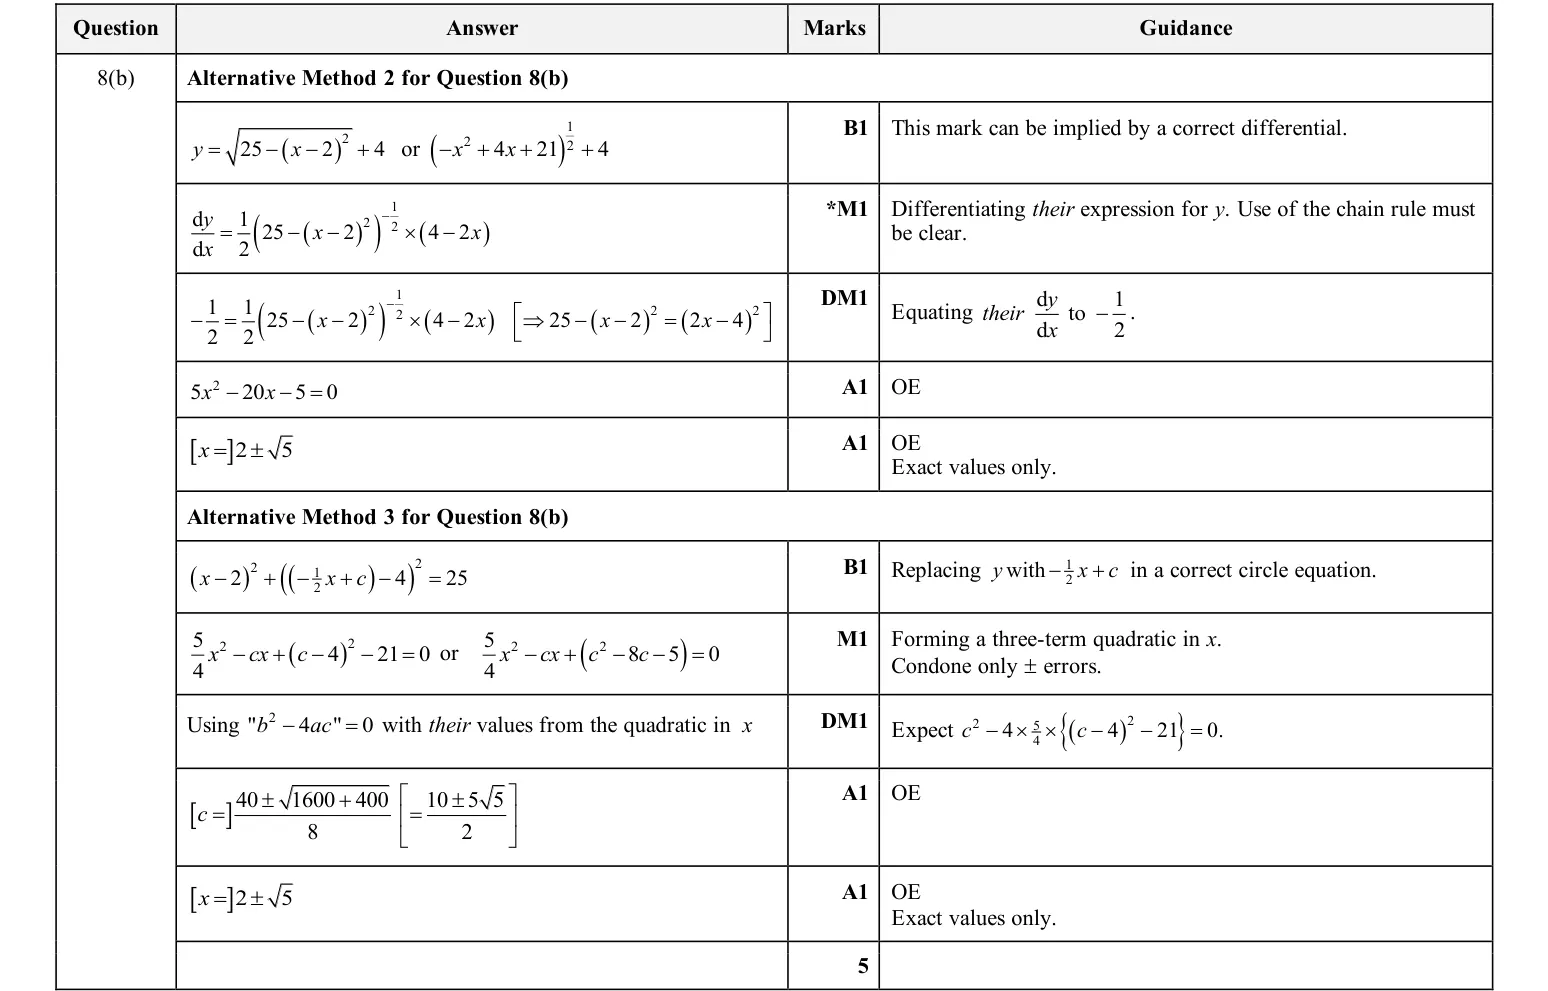 Question Answer Marks Guidance
8(b) Alternative Method 2 for Question 8(b)
y = √(25 − (x − 2)²) + 4 or (−x² + 4x + 21)^(1/2) + 4 B1 This mark can be implied by a correct differential.
dy/dx = 1/2 (25 − (x − 2)²)^(−1/2) × (4 − 2x) *M1 Differentiating their expression for y. Use of the chain rule must
be clear.
−1/2 = 1/2 (25 − (x − 2)²)^(−1/2) × (4 − 2x) [⇒ 25 − (x − 2)² = (2x − 4)²] DM1 Equating their dy/dx to −1/2.
5x² − 20x − 5 = 0 A1 OE
[x =] 2 ± √5 A1 OE
Exact values only.
Alternative Method 3 for Question 8(b)
(x − 2)² + ((−1/2 x + c) − 4)² = 25 B1 Replacing y with −1/2 x + c in a correct circle equation.
5/4 x² − cx + (c − 4)² − 21 = 0 or 5/4 x² − cx + (c² − 8c − 5) = 0 M1 Forming a three-term quadratic in x.
Condone only ± errors.
Using "b² − 4ac" = 0 with their values from the quadratic in x DM1 Expect c² − 4 × 5/4 × {(c − 4)² − 21} = 0.
[c =] (40 ± √(1600 + 400))/8 [= (10 ± 5√5)/2] A1 OE
[x =] 2 ± √5 A1 OE
Exact values only.
5